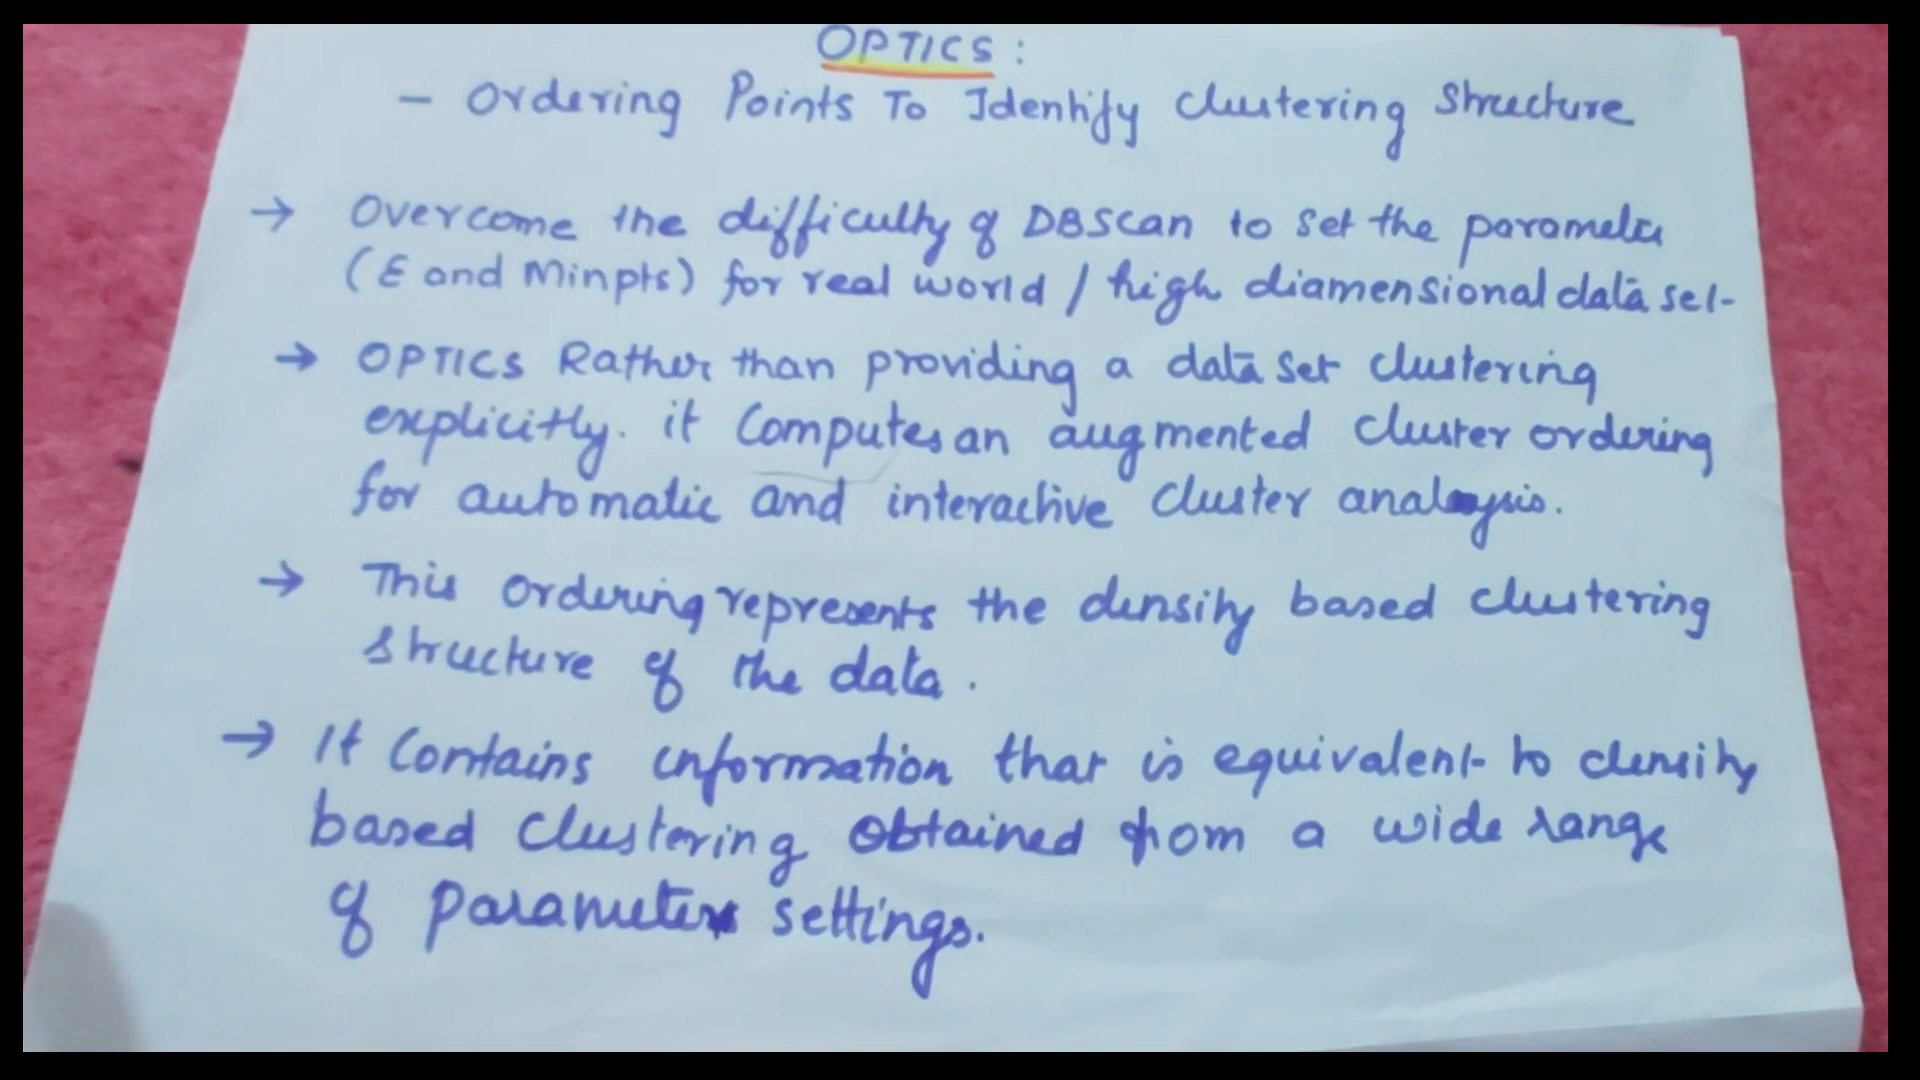 OPTICS :
- Ordering Points To Identify Clustering Structure
→ Overcome the difficulty of DBScan to set the parameter
(ε and Minpts) for real world / high diamensional data set-
→ OPTICS Rather than providing a data set clustering
explicitly. it Computes an augmented cluster ordering
for automatic and interactive cluster analysis.
→ This ordering represents the density based clustering
structure of the data.
→ It Contains information that is equivalent to density
based Clustering obtained from a wide range
of parameters settings.